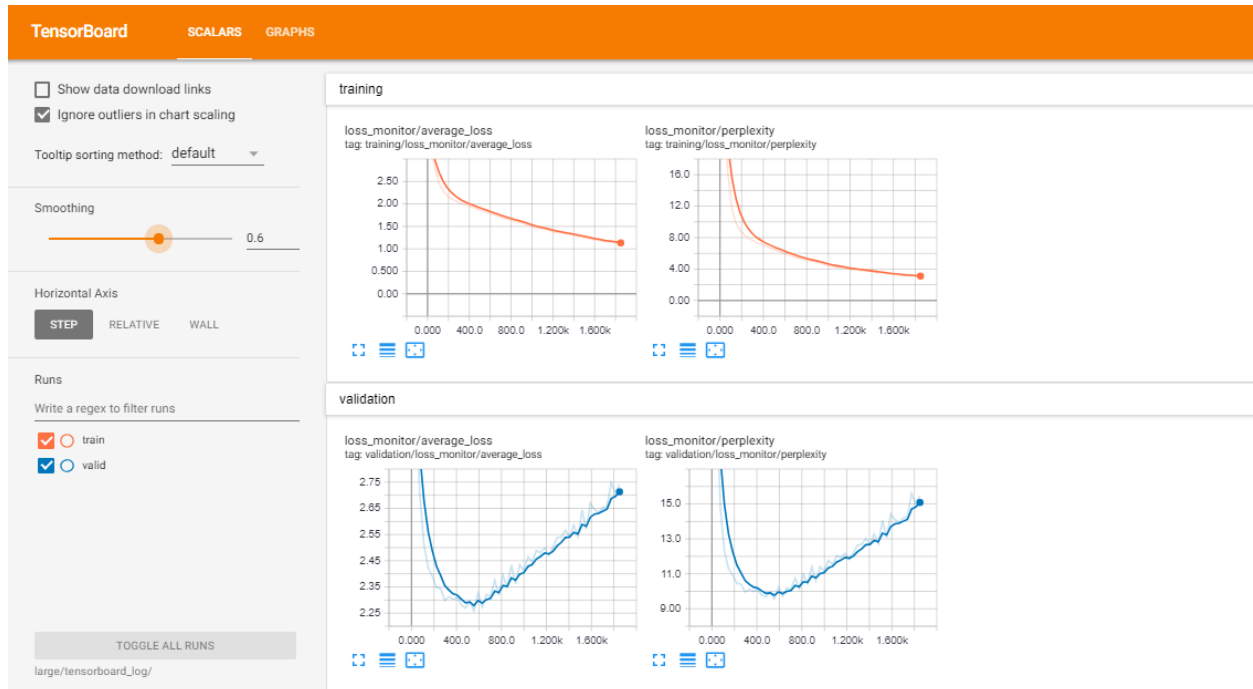 TensorBoard SCALARS GRAPHS
Show data download links
Ignore outliers in chart scaling
Tooltip sorting method: default
Smoothing
0.6
Horizontal Axis
STEP RELATIVE WALL
Runs
Write a regex to filter runs
train
valid
TOGGLE ALL RUNS
large/tensorboard_log/
training
loss_monitor/average_loss
tag: training/loss_monitor/average_loss
2.50
2.00
1.50
1.00
0.500
0.00
0.000 400.0 800.0 1.200k 1.600k
loss_monitor/perplexity
tag: training/loss_monitor/perplexity
16.0
12.0
8.00
4.00
0.00
0.000 400.0 800.0 1.200k 1.600k
validation
loss_monitor/average_loss
tag: validation/loss_monitor/average_loss
2.75
2.65
2.55
2.45
2.35
2.25
0.000 400.0 800.0 1.200k 1.600k
loss_monitor/perplexity
tag: validation/loss_monitor/perplexity
15.0
13.0
11.0
9.00
0.000 400.0 800.0 1.200k 1.600k